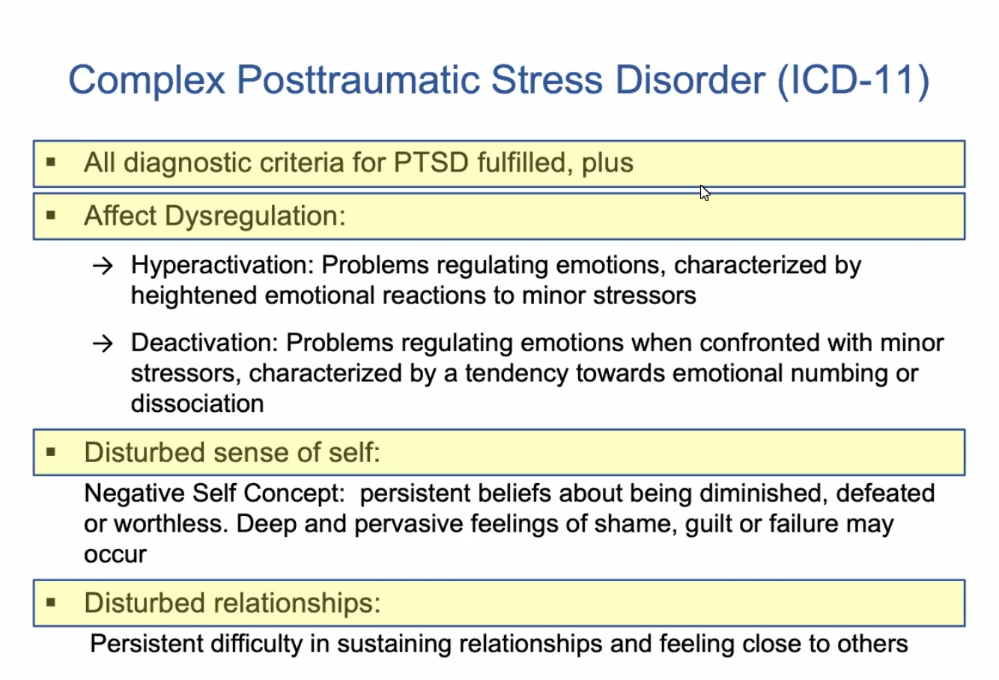 Complex Posttraumatic Stress Disorder (ICD-11)
▪ All diagnostic criteria for PTSD fulfilled, plus
▪ Affect Dysregulation:
→ Hyperactivation: Problems regulating emotions, characterized by
heightened emotional reactions to minor stressors
→ Deactivation: Problems regulating emotions when confronted with minor
stressors, characterized by a tendency towards emotional numbing or
dissociation
▪ Disturbed sense of self:
Negative Self Concept:  persistent beliefs about being diminished, defeated
or worthless. Deep and pervasive feelings of shame, guilt or failure may
occur
▪ Disturbed relationships:
Persistent difficulty in sustaining relationships and feeling close to others